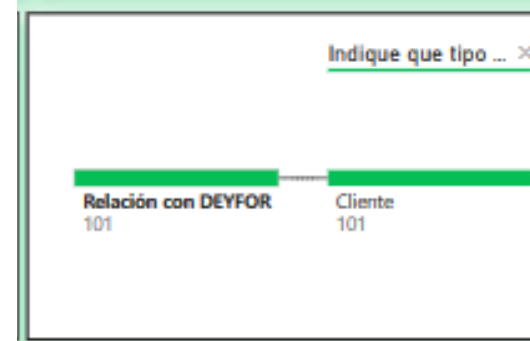 Indique que tipo ...
Relación con DEYFOR
101
Cliente
101